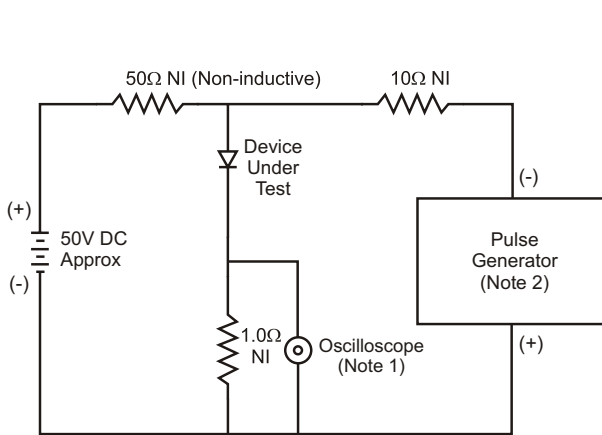 50Ω NI (Non-inductive)
10Ω NI
Device
Under
Test
(-)
(+)
50V DC
Approx
(-)
Pulse
Generator
(Note 2)
1.0Ω
NI
Oscilloscope
(Note 1)
(+)